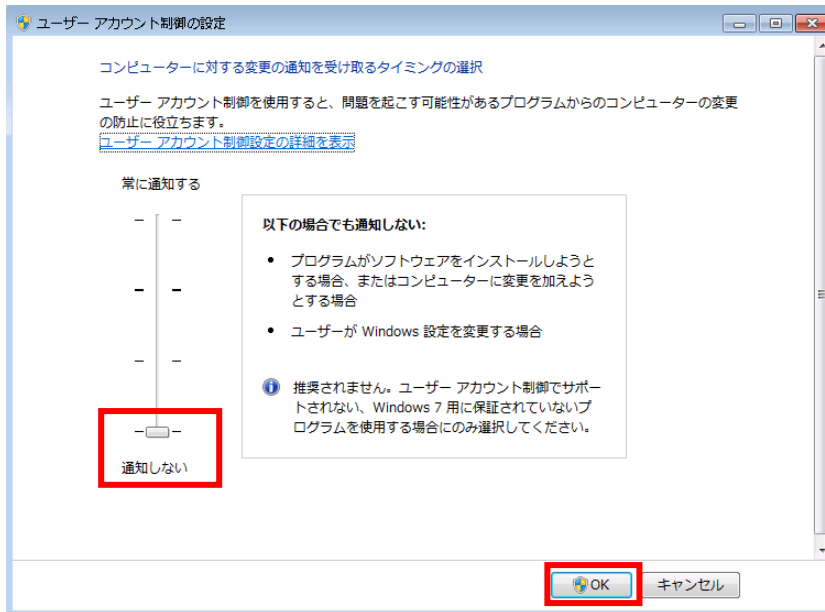 ユーザー アカウント制御の設定
コンピューターに対する変更の通知を受け取るタイミングの選択
ユーザー アカウント制御を使用すると、問題を起こす可能性があるプログラムからのコンピューターの変更
の防止に役立ちます。
ユーザー アカウント制御設定の詳細を表示
常に通知する
以下の場合でも通知しない:
• プログラムがソフトウェアをインストールしようと
する場合、またはコンピューターに変更を加えよう
とする場合
• ユーザーが Windows 設定を変更する場合
推奨されません。ユーザー アカウント制御でサポー
トされない、Windows 7 用に保証されていないプ
ログラムを使用する場合にのみ選択してください。
通知しない
OK
キャンセル